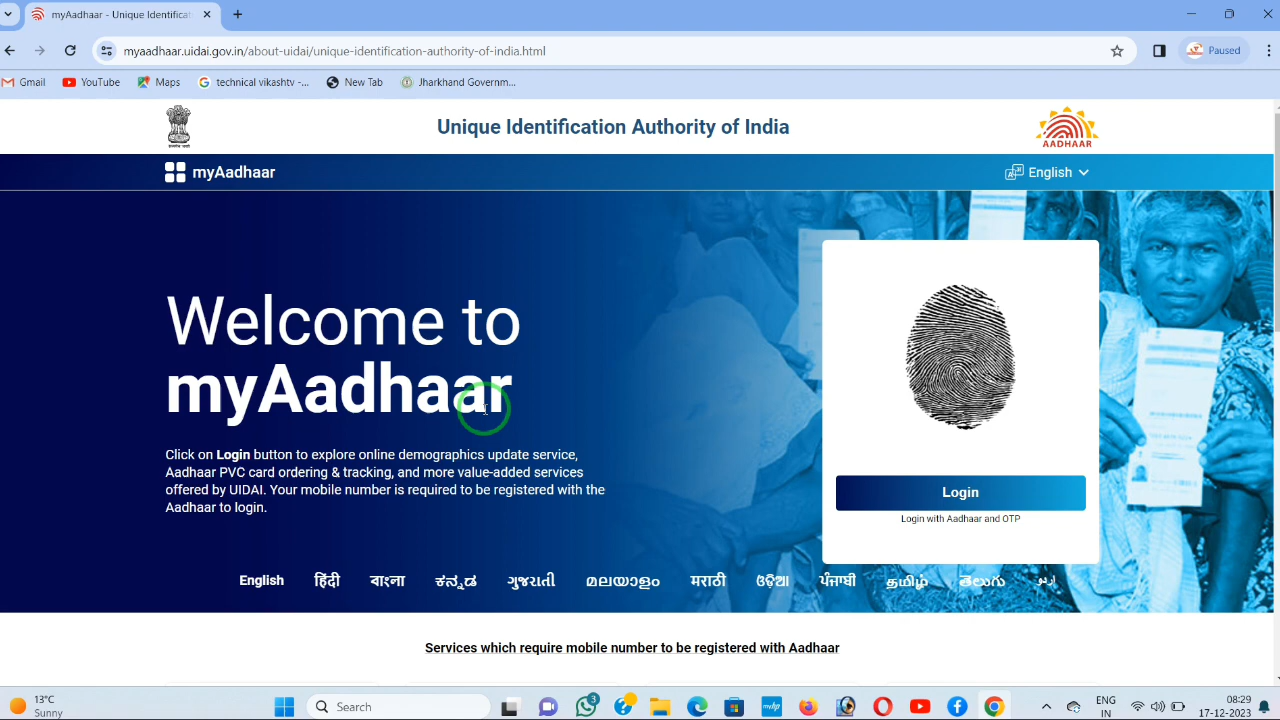 myAadhaar - Unique Identificati
myaadhaar.uidai.gov.in/about-uidai/unique-identification-authority-of-india.html
Paused
Gmail
YouTube
Maps
technical vikashtv -...
New Tab
Jharkhand Governm...
Unique Identification Authority of India
AADHAAR
myAadhaar
English
Welcome to
myAadhaar
Click on Login button to explore online demographics update service,
Aadhaar PVC card ordering & tracking, and more value-added services
offered by UIDAI. Your mobile number is required to be registered with the
Aadhaar to login.
Login
Login with Aadhaar and OTP
English हिंदी বাংলা ಕನ್ನಡ ગુજરાતી മലയാളം मराठी ଓଡ଼ିଆ ਪੰਜਾਬੀ தமிழ் తెలుగు اردو
Services which require mobile number to be registered with Aadhaar
13°C
Sunny
Search
3
ENG
IN
08:29
17-12-2023